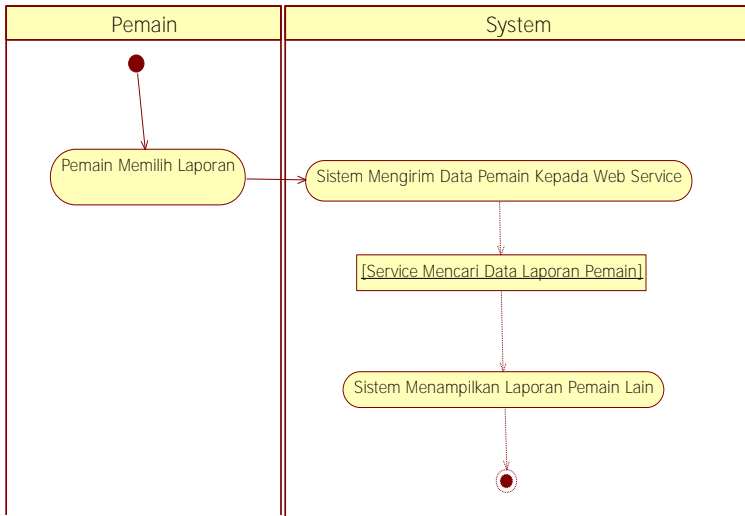 Pemain
System
Pemain Memilih Laporan
Sistem Mengirim Data Pemain Kepada Web Service
[Service Mencari Data Laporan Pemain]
Sistem Menampilkan Laporan Pemain Lain